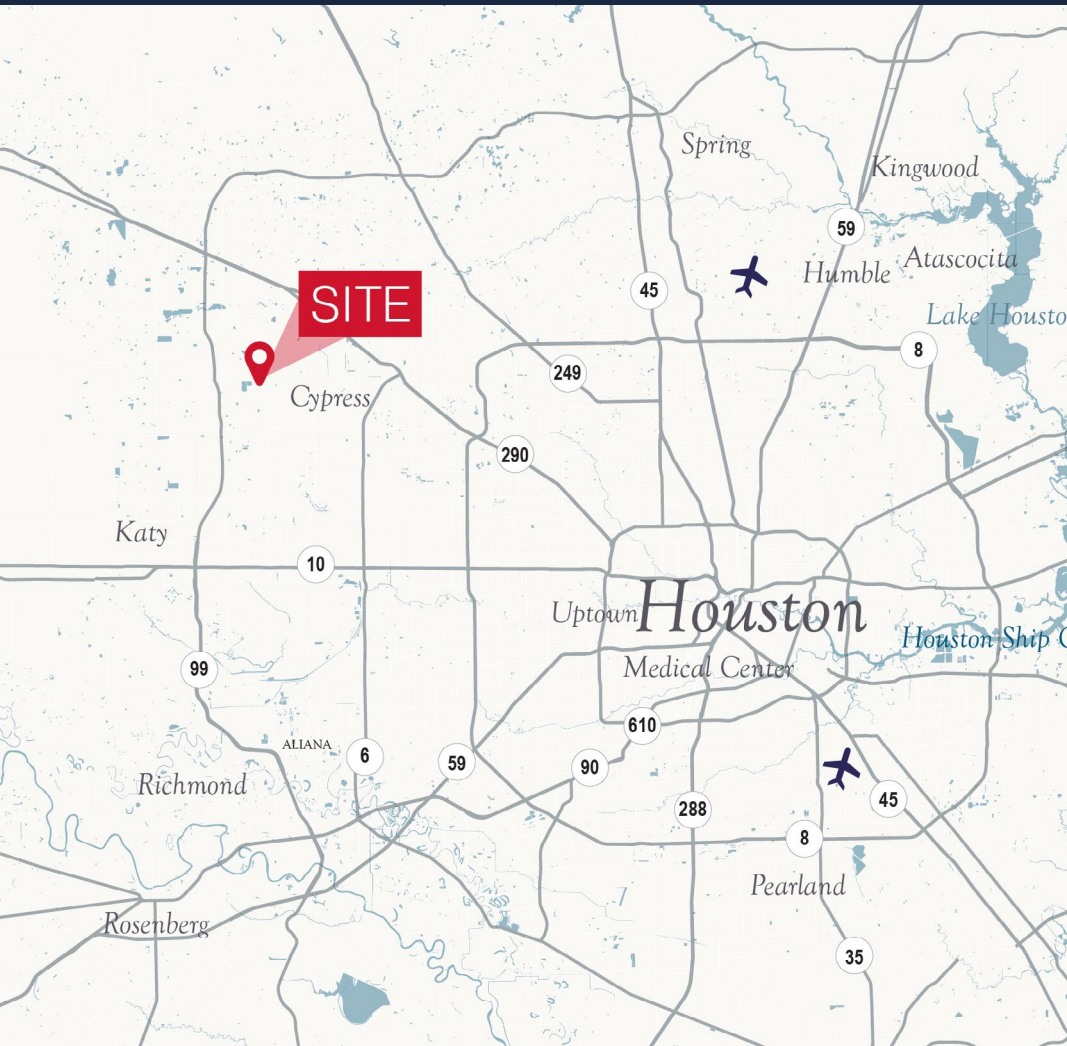 Spring
Kingwood
59
Humble
Atascocita
45
SITE
Lake Housto
8
249
Cypress
290
Katy
10
Uptown
Houston
Houston Ship C
Medical Center
99
610
ALIANA
6
59
90
Richmond
45
288
8
Pearland
Rosenberg
35